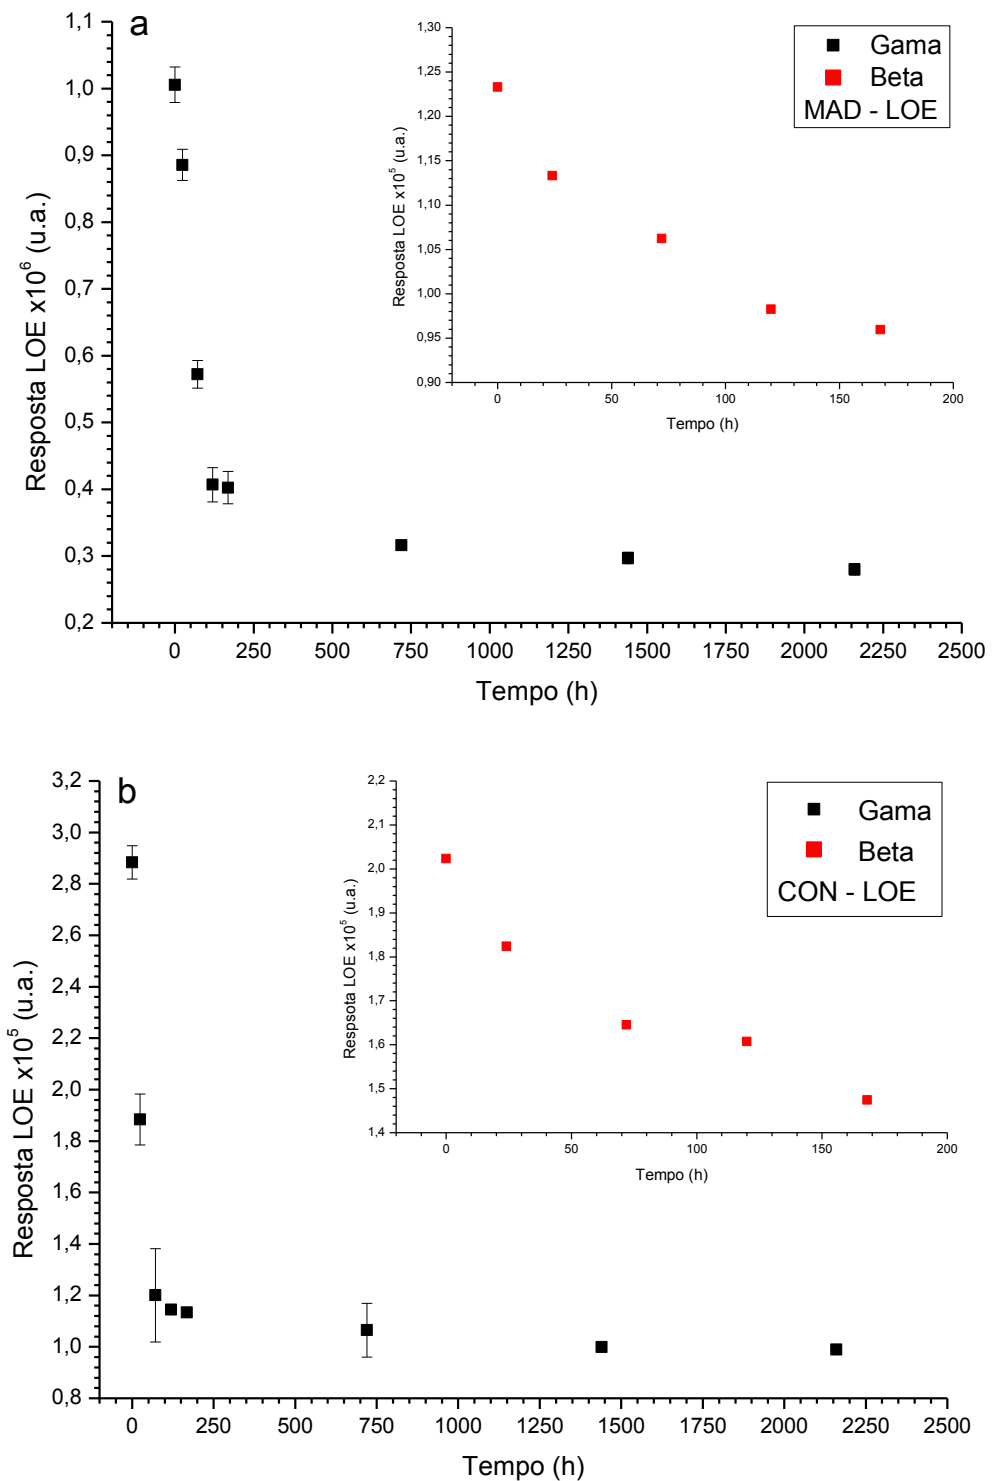 a
1,1
1,0
0,9
0,8
0,7
0,6
0,5
0,4
0,3
0,2
Resposta LOE x10⁶ (u.a.)
0 250 500 750 1000 1250 1500 1750 2000 2250 2500
Tempo (h)
1,30
1,25
1,20
1,15
1,10
1,05
1,00
0,95
0,90
Resposta LOE x10⁵ (u.a.)
0 50 100 150 200
Tempo (h)
Gama
Beta
MAD - LOE
b
3,2
3,0
2,8
2,6
2,4
2,2
2,0
1,8
1,6
1,4
1,2
1,0
0,8
Resposta LOE x10⁵ (u.a.)
0 250 500 750 1000 1250 1500 1750 2000 2250 2500
Tempo (h)
2,2
2,1
2,0
1,9
1,8
1,7
1,6
1,5
1,4
Respsota LOE x10⁵ (u.a.)
0 50 100 150 200
Tempo (h)
Gama
Beta
CON - LOE